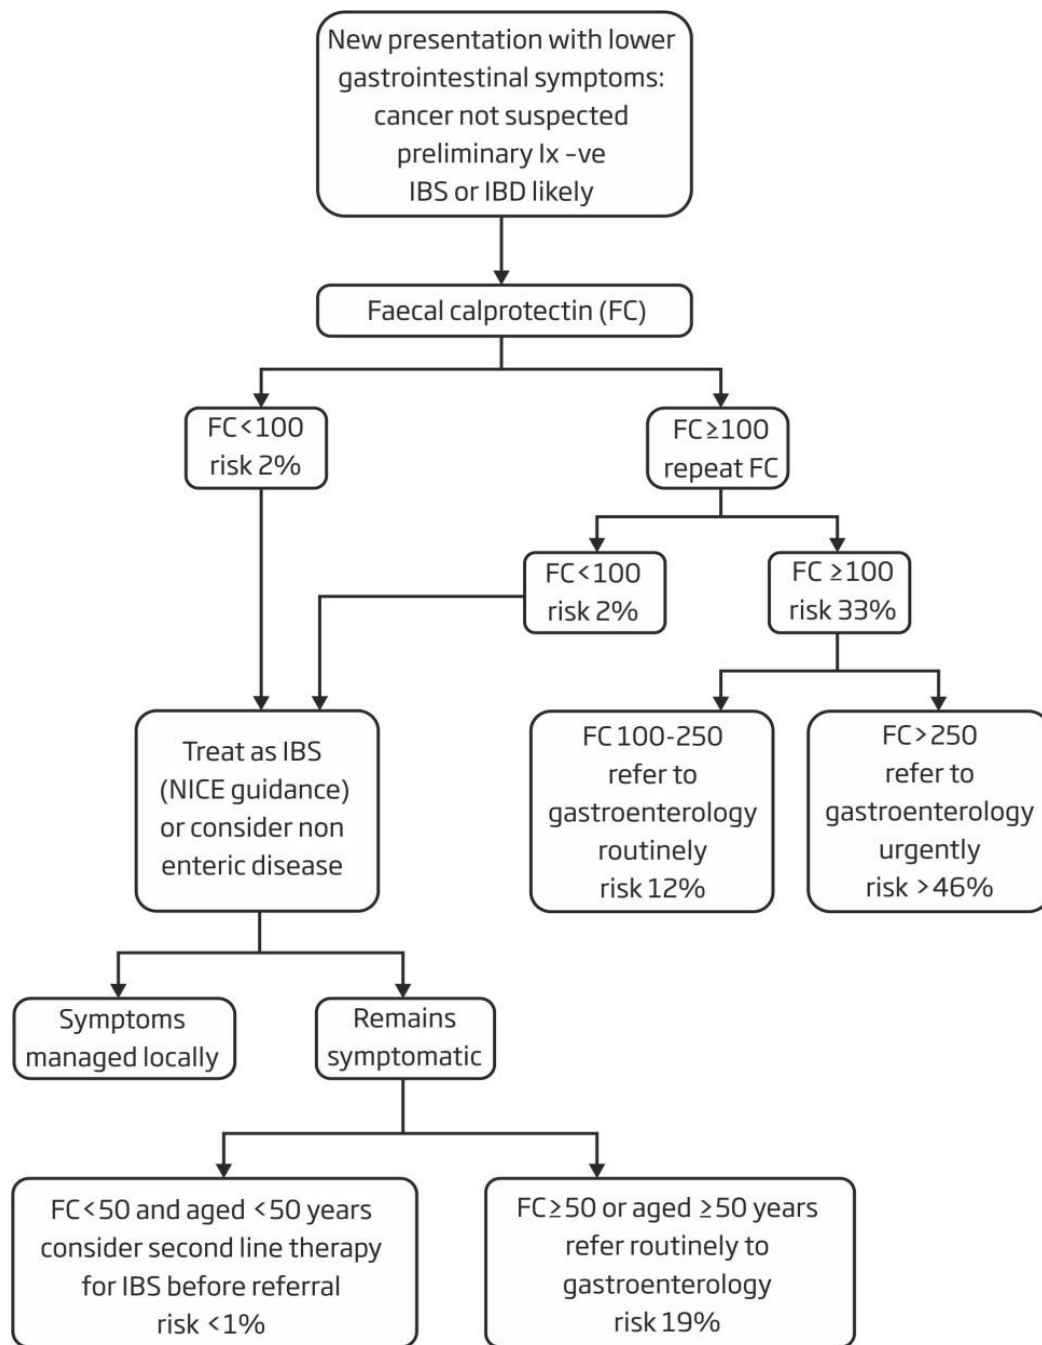 New presentation with lower
gastrointestinal symptoms:
cancer not suspected
preliminary Ix –ve
IBS or IBD likely
Faecal calprotectin (FC)
FC<100
risk 2%
FC≥100
repeat FC
FC<100
risk 2%
FC ≥100
risk 33%
Treat as IBS
(NICE guidance)
or consider non
enteric disease
FC 100-250
refer to
gastroenterology
routinely
risk 12%
FC>250
refer to
gastroenterology
urgently
risk >46%
Symptoms
managed locally
Remains
symptomatic
FC<50 and aged <50 years
consider second line therapy
for IBS before referral
risk <1%
FC≥50 or aged ≥50 years
refer routinely to
gastroenterology
risk 19%